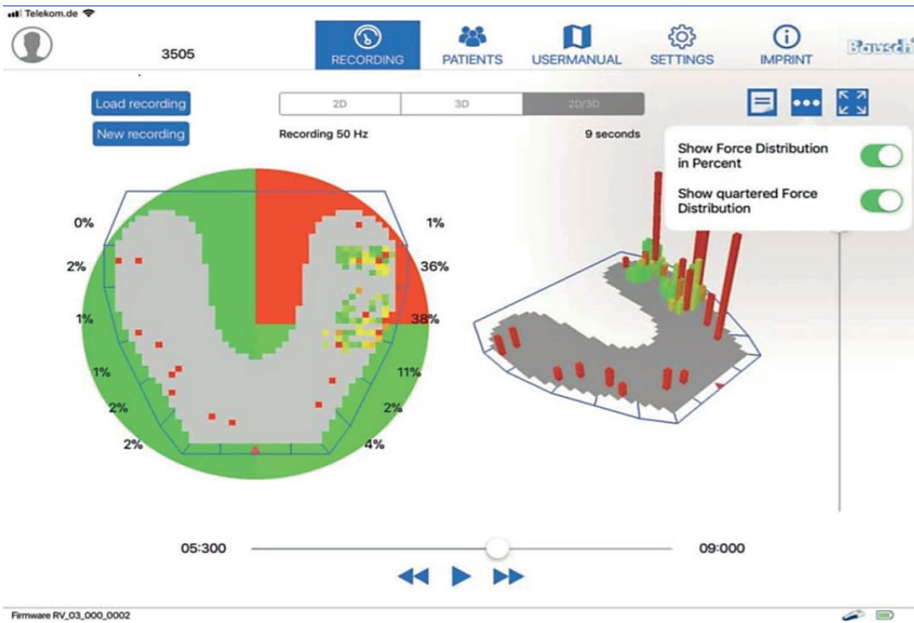 Telekom.de
3505
RECORDING
PATIENTS
USERMANUAL
SETTINGS
IMPRINT
Bausch
Load recording
New recording
2D
3D
2D/3D
Recording 50 Hz
9 seconds
Show Force Distribution
in Percent
Show quartered Force
Distribution
0%
1%
2%
36%
1%
38%
1%
11%
2%
2%
2%
4%
05:300
09:000
Firmware RV_03_000_0002